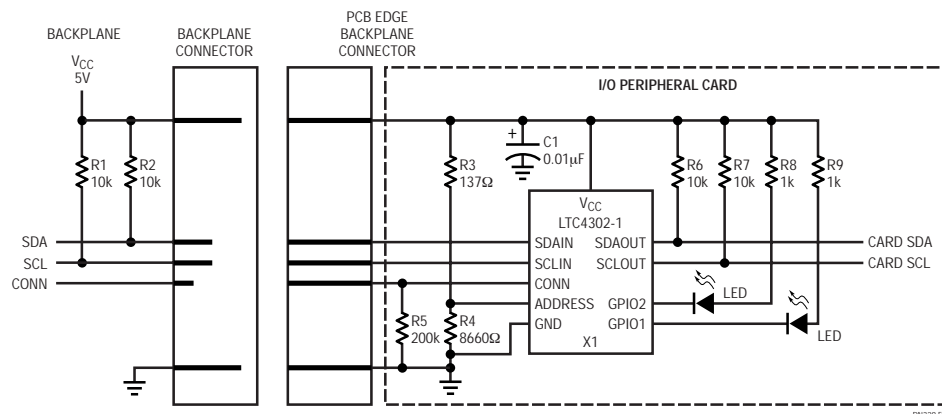 BACKPLANE
BACKPLANE
CONNECTOR
PCB EDGE
BACKPLANE
CONNECTOR
VCC
5V
I/O PERIPHERAL CARD
R1
10k
R2
10k
R3
137Ω
+
C1
0.01µF
R6
10k
R7
10k
R8
1k
R9
1k
VCC
LTC4302-1
SDA
SCL
CONN
SDAIN
SCLIN
CONN
ADDRESS
GND
SDAOUT
SCLOUT
GPIO2
GPIO1
X1
CARD SDA
CARD SCL
LED
LED
R5
200k
R4
8660Ω